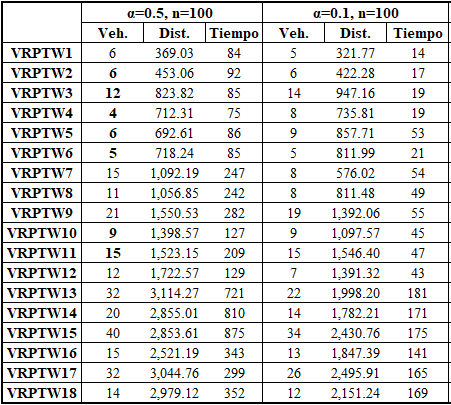 α=0.5, n=100 α=0.1, n=100
Veh. Dist. Tiempo Veh. Dist. Tiempo
VRPTW1 6 369.03 84 5 321.77 14
VRPTW2 6 453.06 92 6 422.28 17
VRPTW3 12 823.82 85 14 947.16 19
VRPTW4 4 712.31 75 8 735.81 19
VRPTW5 6 692.61 86 9 857.71 53
VRPTW6 5 718.24 85 5 811.99 21
VRPTW7 15 1,092.19 247 8 576.02 54
VRPTW8 11 1,056.85 242 8 811.48 49
VRPTW9 21 1,550.53 282 19 1,392.06 55
VRPTW10 9 1,398.57 127 9 1,097.57 45
VRPTW11 15 1,523.15 209 15 1,546.40 47
VRPTW12 12 1,722.57 129 7 1,391.32 43
VRPTW13 32 3,114.27 721 22 1,998.20 181
VRPTW14 20 2,855.01 810 14 1,782.21 171
VRPTW15 40 2,853.61 875 34 2,430.76 175
VRPTW16 15 2,521.19 343 13 1,847.39 141
VRPTW17 32 3,044.76 299 26 2,495.91 165
VRPTW18 14 2,979.12 352 12 2,151.24 169